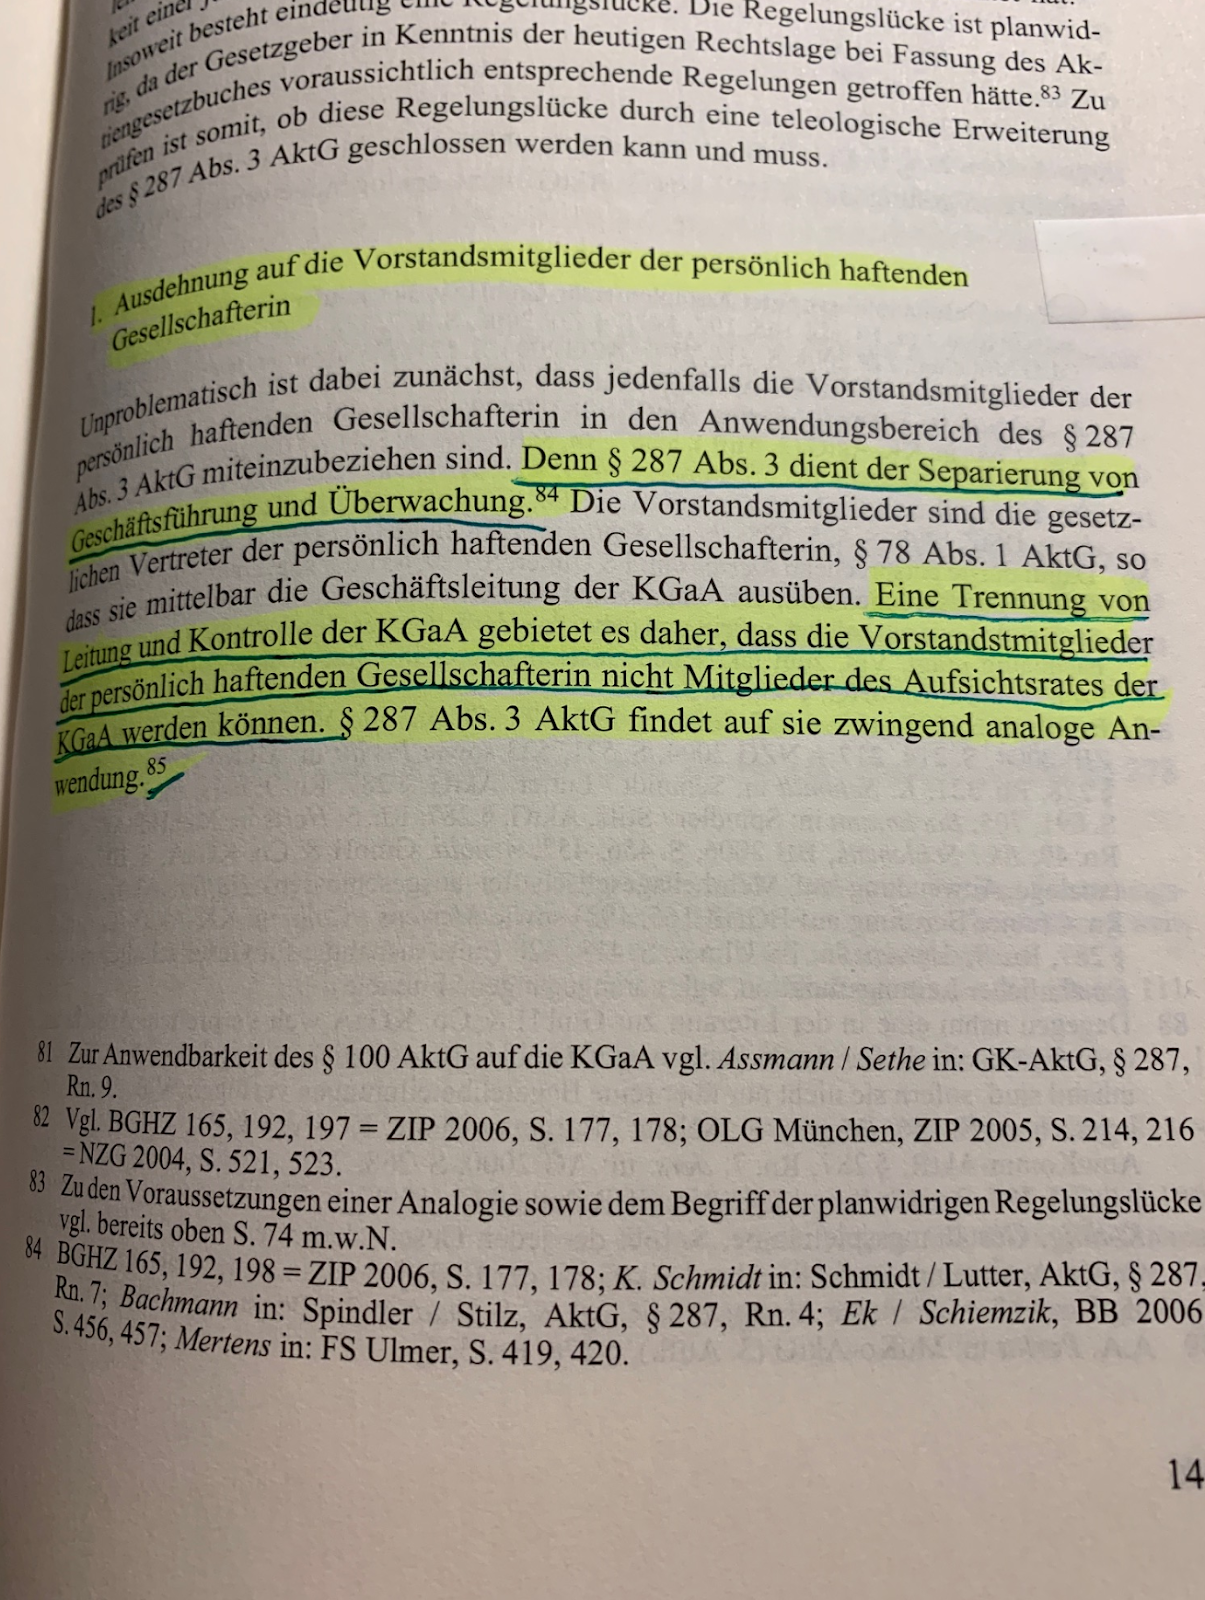 keit einer
Insoweit besteht eindeutig eine Regelungslücke. Die Regelungslücke ist planwid-
rig, da der Gesetzgeber in Kenntnis der heutigen Rechtslage bei Fassung des Ak-
tiengesetzbuches voraussichtlich entsprechende Regelungen getroffen hätte.83 Zu
prüfen ist somit, ob diese Regelungslücke durch eine teleologische Erweiterung
des § 287 Abs. 3 AktG geschlossen werden kann und muss.
1. Ausdehnung auf die Vorstandsmitglieder der persönlich haftenden
Gesellschafterin
Unproblematisch ist dabei zunächst, dass jedenfalls die Vorstandsmitglieder der
persönlich haftenden Gesellschafterin in den Anwendungsbereich des § 287
Abs. 3 AktG miteinzubeziehen sind. Denn § 287 Abs. 3 dient der Separierung von
Geschäftsführung und Überwachung.84 Die Vorstandsmitglieder sind die gesetz-
lichen Vertreter der persönlich haftenden Gesellschafterin, § 78 Abs. 1 AktG, so
dass sie mittelbar die Geschäftsleitung der KGaA ausüben. Eine Trennung von
Leitung und Kontrolle der KGaA gebietet es daher, dass die Vorstandstmitglieder
der persönlich haftenden Gesellschafterin nicht Mitglieder des Aufsichtsrates der
KGaA werden können. § 287 Abs. 3 AktG findet auf sie zwingend analoge An-
wendung.85
81 Zur Anwendbarkeit des § 100 AktG auf die KGaA vgl. Assmann / Sethe in: GK-AktG, § 287,
Rn. 9.
82 Vgl. BGHZ 165, 192, 197 = ZIP 2006, S. 177, 178; OLG München, ZIP 2005, S. 214, 216
= NZG 2004, S. 521, 523.
83 Zu den Voraussetzungen einer Analogie sowie dem Begriff der planwidrigen Regelungslücke
vgl. bereits oben S. 74 m.w.N.
84 BGHZ 165, 192, 198 = ZIP 2006, S. 177, 178; K. Schmidt in: Schmidt / Lutter, AktG, § 287,
Rn. 7; Bachmann in: Spindler / Stilz, AktG, § 287, Rn. 4; Ek / Schiemzik, BB 2006
S. 456, 457; Mertens in: FS Ulmer, S. 419, 420.
14